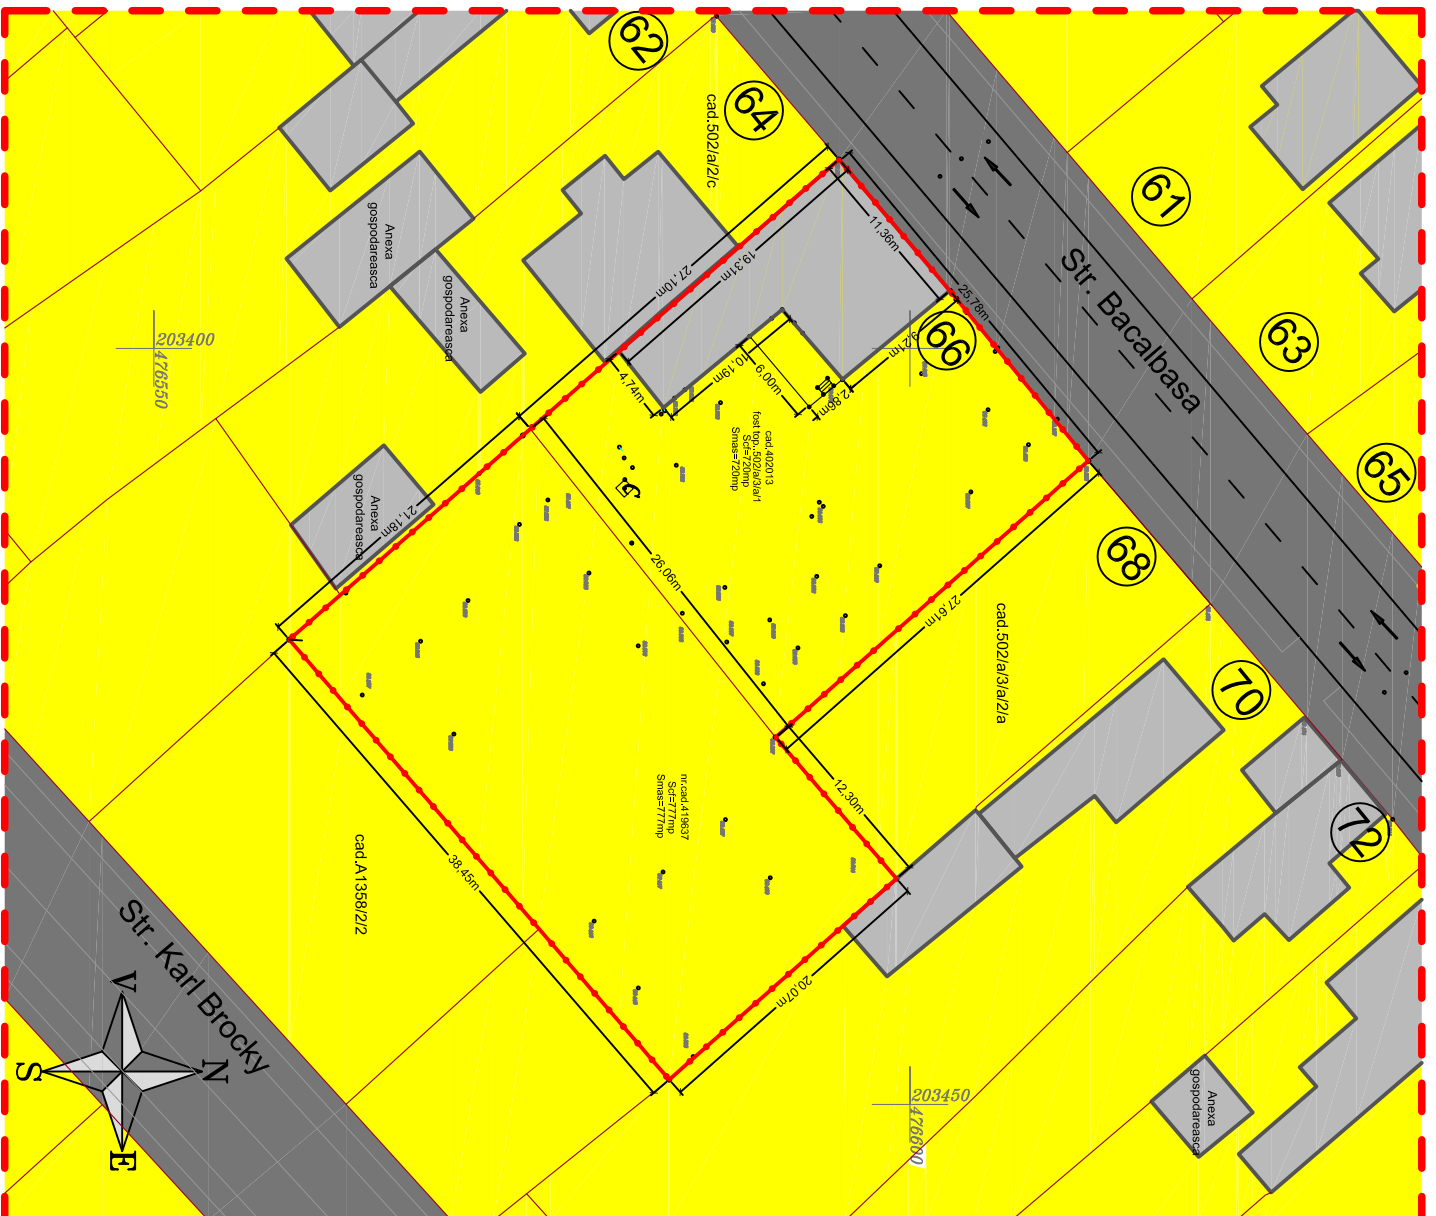 62
64
cad.502/a/2/c
61
Str. Bacalbasa
63
65
66
68
70
72
Anexa
gospodareasca
Anexa
gospodareasca
Anexa
gospodareasca
Anexa
gospodareasca
203400
476550
11,36m
25,78m
19,31m
27,10m
9,21m
2,86m
6,00m
10,19m
4,74m
cad.402013
fost top.,502/a/3/a/1
Scf=720mp
Smas=720mp
21,18m
26,06m
27,61m
cad.502/a/3/a/2/a
12,30m
nr.cad.419637
Scf=777mp
Smas=777mp
38,45m
20,07m
cad.A1358/2/2
Str. Karl Brocky
V
N
S
E
203450
476600